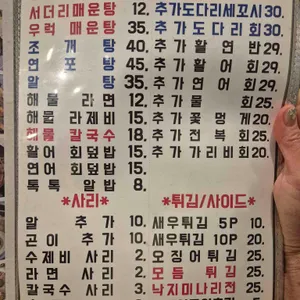 서더리매운탕 12.
우럭매운탕 35.
조개탕 40.
연포탕 45.
알탕 35.
해물라면 12.
해물라제비 15.
해물칼국수 18.
활어회덮밥 15.
연어회덮밥 15.
톡톡알밥 8.
*사리*
알추가 10.
곤이추가 10.
수제비사리 2.
라면사리 2.
칼국수사리 3.
추가도다리세꼬시 30.
추가도다리회 30.
추가활연반 29.
추가활어회 29.
추가연어회 29.
추가물회 25.
추가꽃멍게 20.
추가전복회 25.
추가가리비회 20.
*튀김/사이드*
새우튀김 5P 10.
새우튀김 10P 20.
오징어튀김 25.
모듬튀김 25.
낙지미나리전 25.